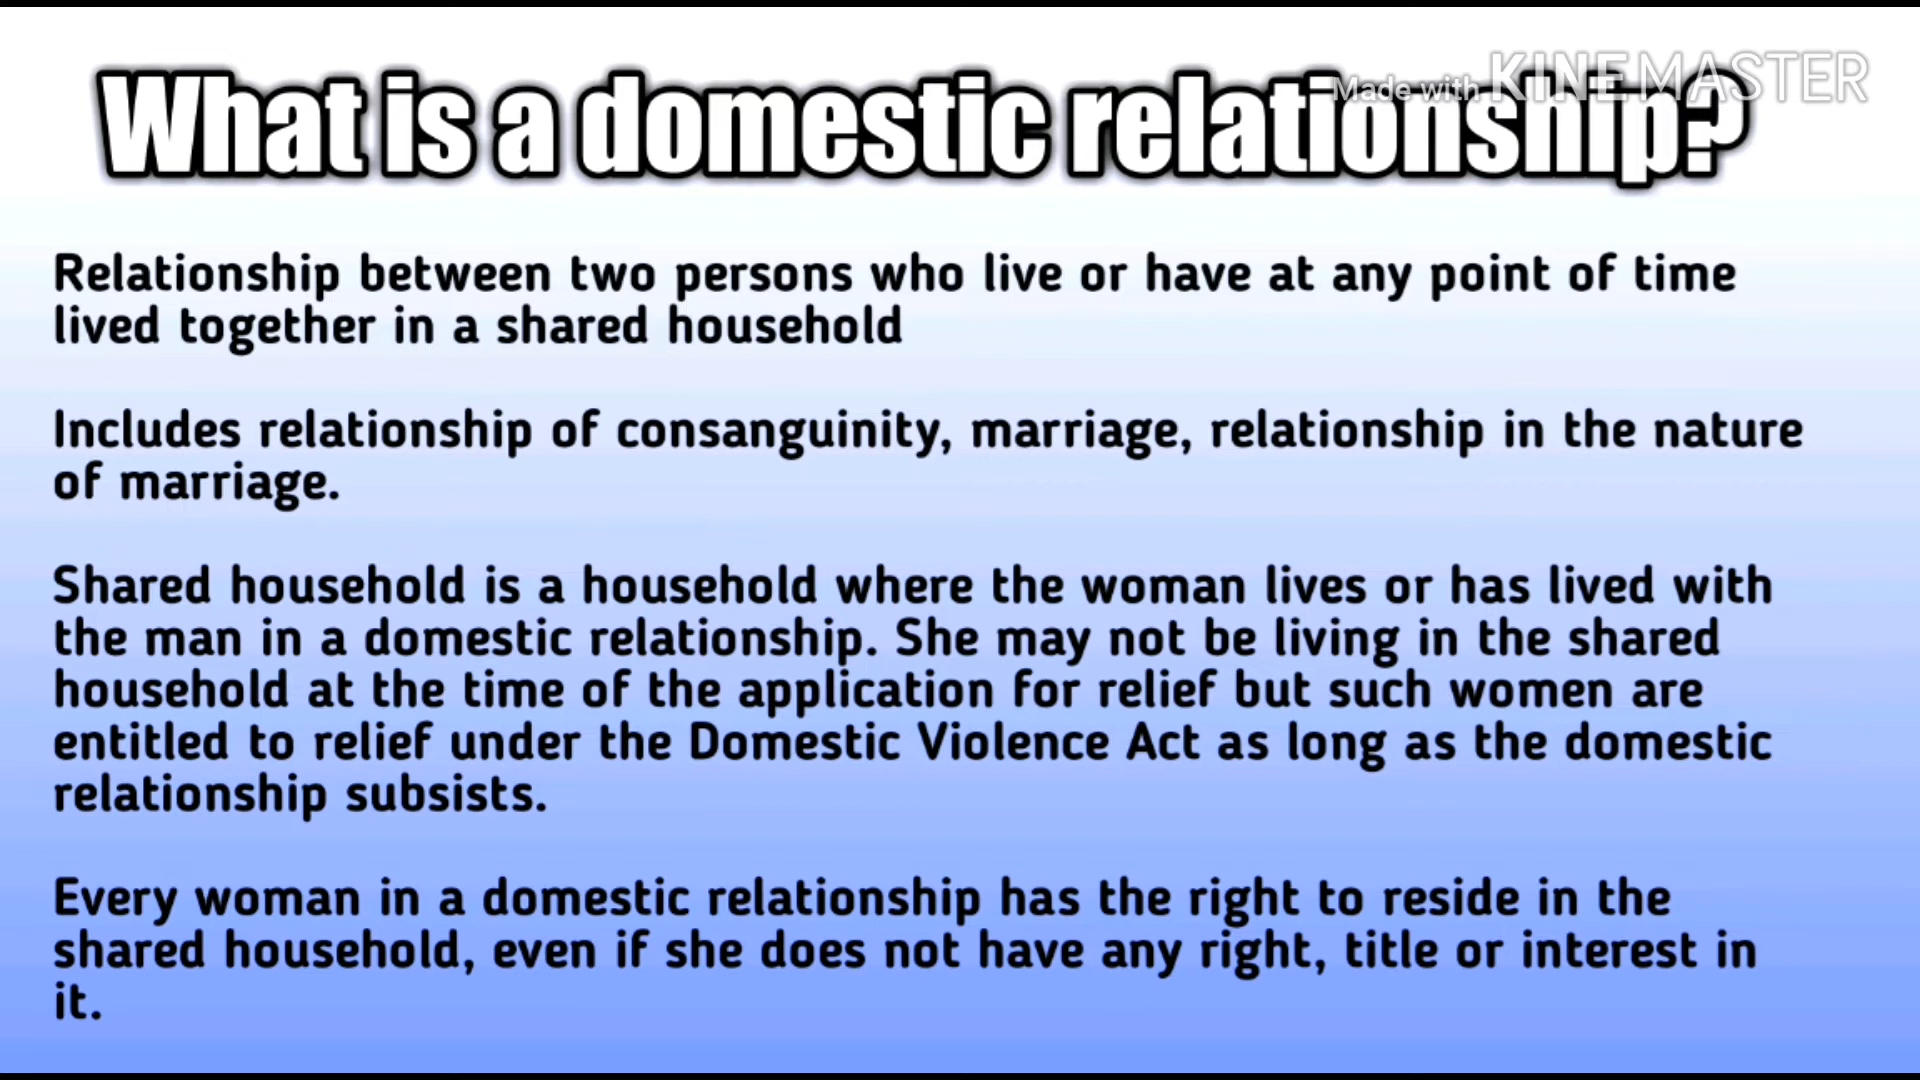 Made with KINEMASTER
What is a domestic relationship?
Relationship between two persons who live or have at any point of time
lived together in a shared household
Includes relationship of consanguinity, marriage, relationship in the nature
of marriage.
Shared household is a household where the woman lives or has lived with
the man in a domestic relationship. She may not be living in the shared
household at the time of the application for relief but such women are
entitled to relief under the Domestic Violence Act as long as the domestic
relationship subsists.
Every woman in a domestic relationship has the right to reside in the
shared household, even if she does not have any right, title or interest in
it.